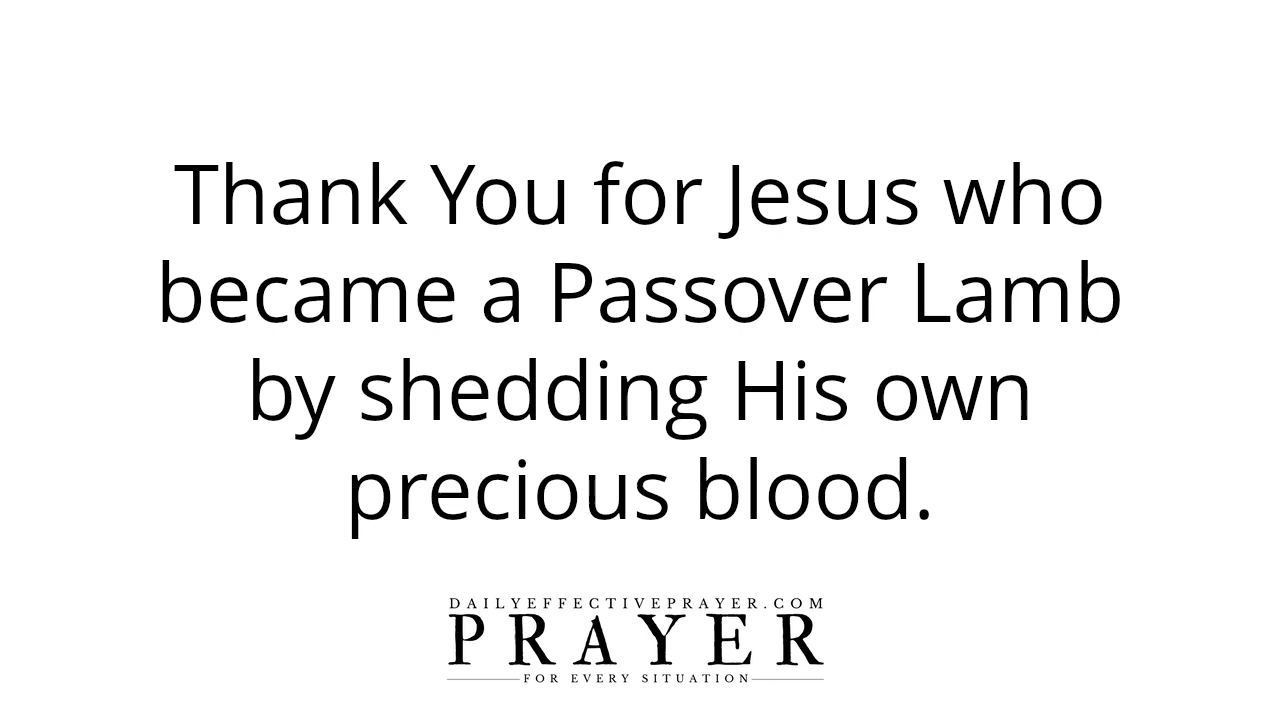 Thank You for Jesus who
became a Passover Lamb
by shedding His own
precious blood.
DAILYEFFECTIVEPRAYER.COM
PRAYER
FOR EVERY SITUATION